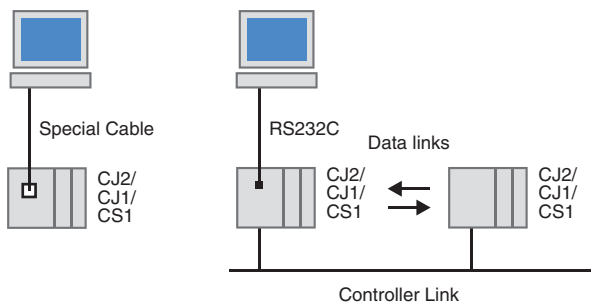 Special Cable
CJ2/
CJ1/
CS1
RS232C
Data links
CJ2/
CJ1/
CS1
CJ2/
CJ1/
CS1
Controller Link